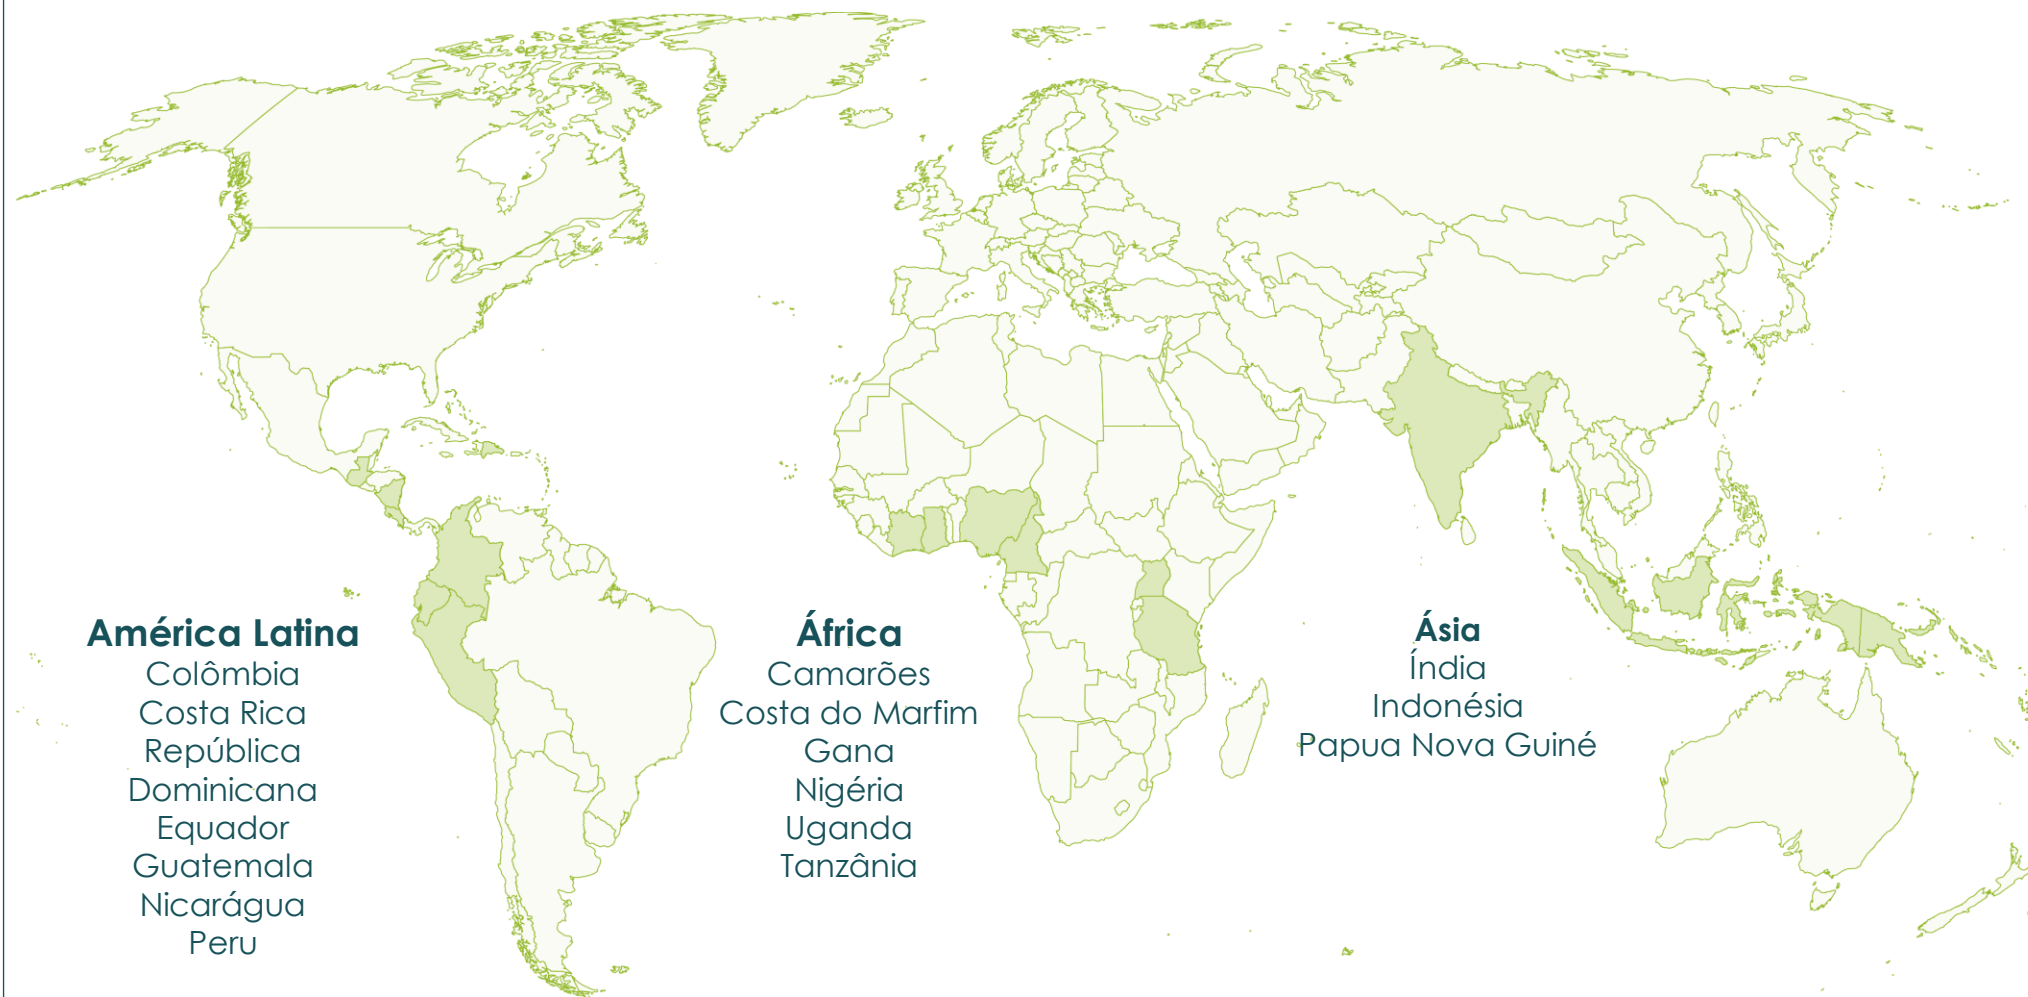 América Latina
Colômbia
Costa Rica
República
Dominicana
Equador
Guatemala
Nicarágua
Peru
África
Camarões
Costa do Marfim
Gana
Nigéria
Uganda
Tanzânia
Ásia
Índia
Indonésia
Papua Nova Guiné